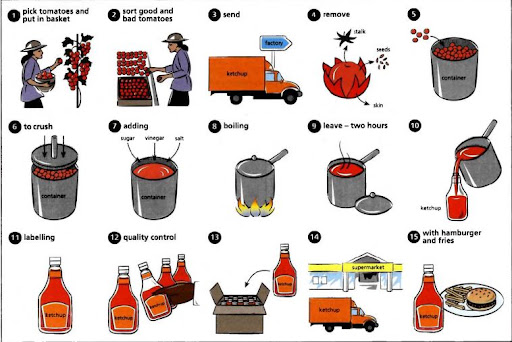 1 pick tomatoes and
put in basket
2 sort good and
bad tomatoes
3 send
factory
ketchup
4 remove
stalk
seeds
skin
5
container
6 to crush
container
7 adding
sugar vinegar salt
container
8 boiling
9 leave – two hours
10
ketchup
11 labelling
ketchup
12 quality control
ketchup
13
ketchup
14
supermarket
ketchup
15 with hamburger
and fries
ketchup